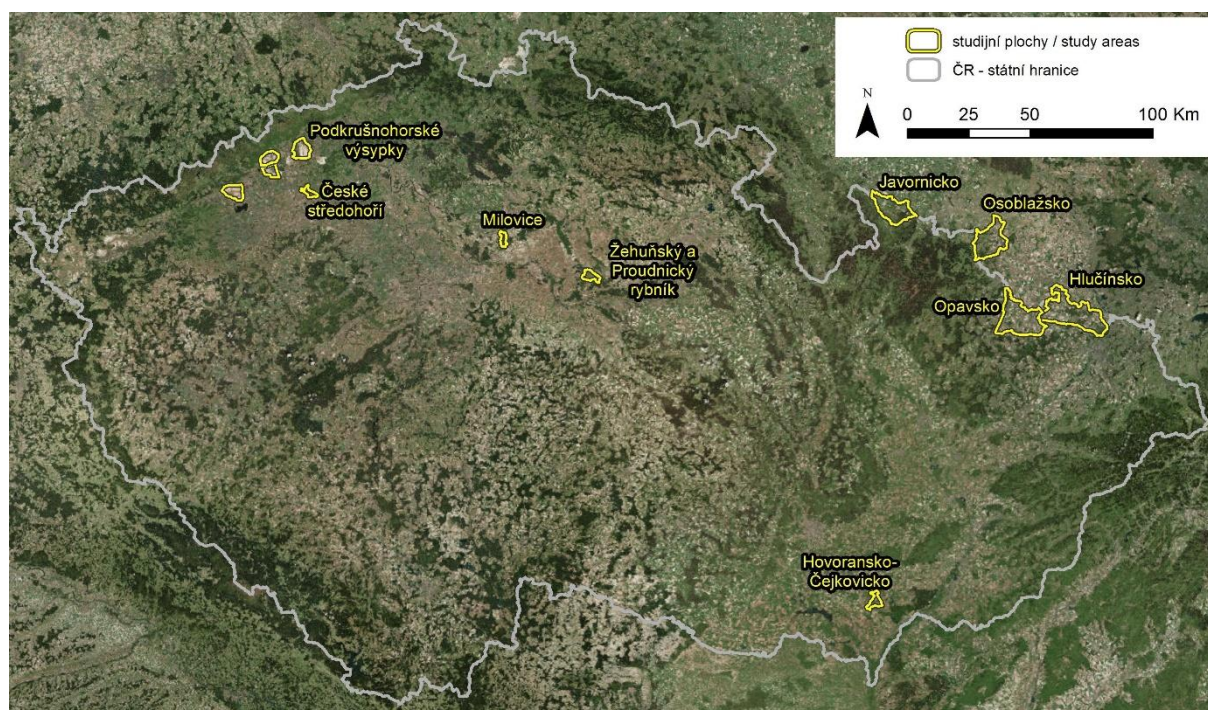 studijní plochy / study areas
ČR - státní hranice
N
0 25 50 100 Km
Podkrušnohorské
výsypky
České
středohoří
Milovice
Žehuňský a
Proudnický
rybník
Javornicko
Osoblažsko
Hlučínsko
Opavsko
Hovoransko-
Čejkovicko